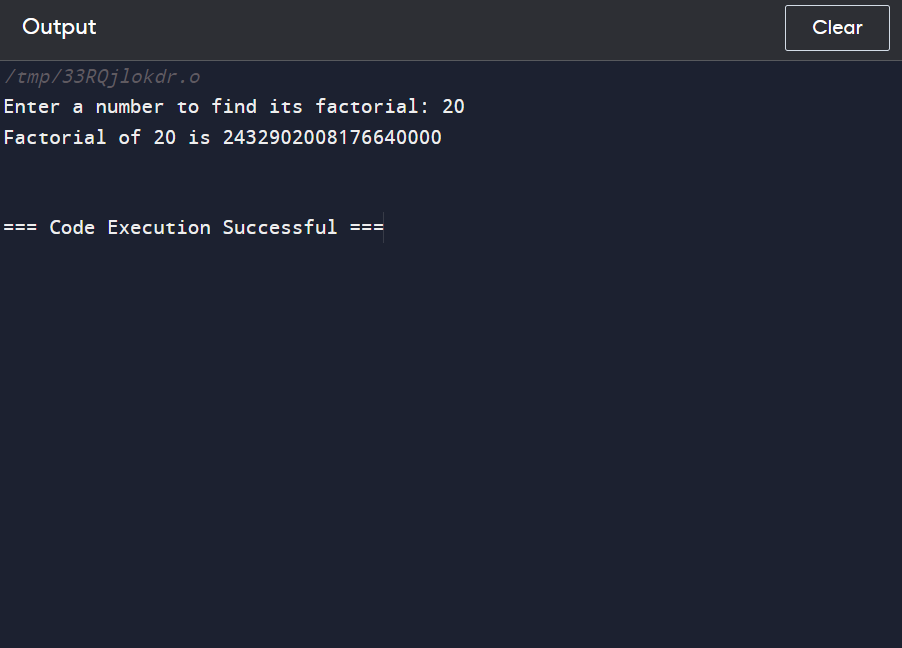 Output
Clear
/tmp/33RQjlokdr.o
Enter a number to find its factorial: 20
Factorial of 20 is 2432902008176640000
=== Code Execution Successful ===